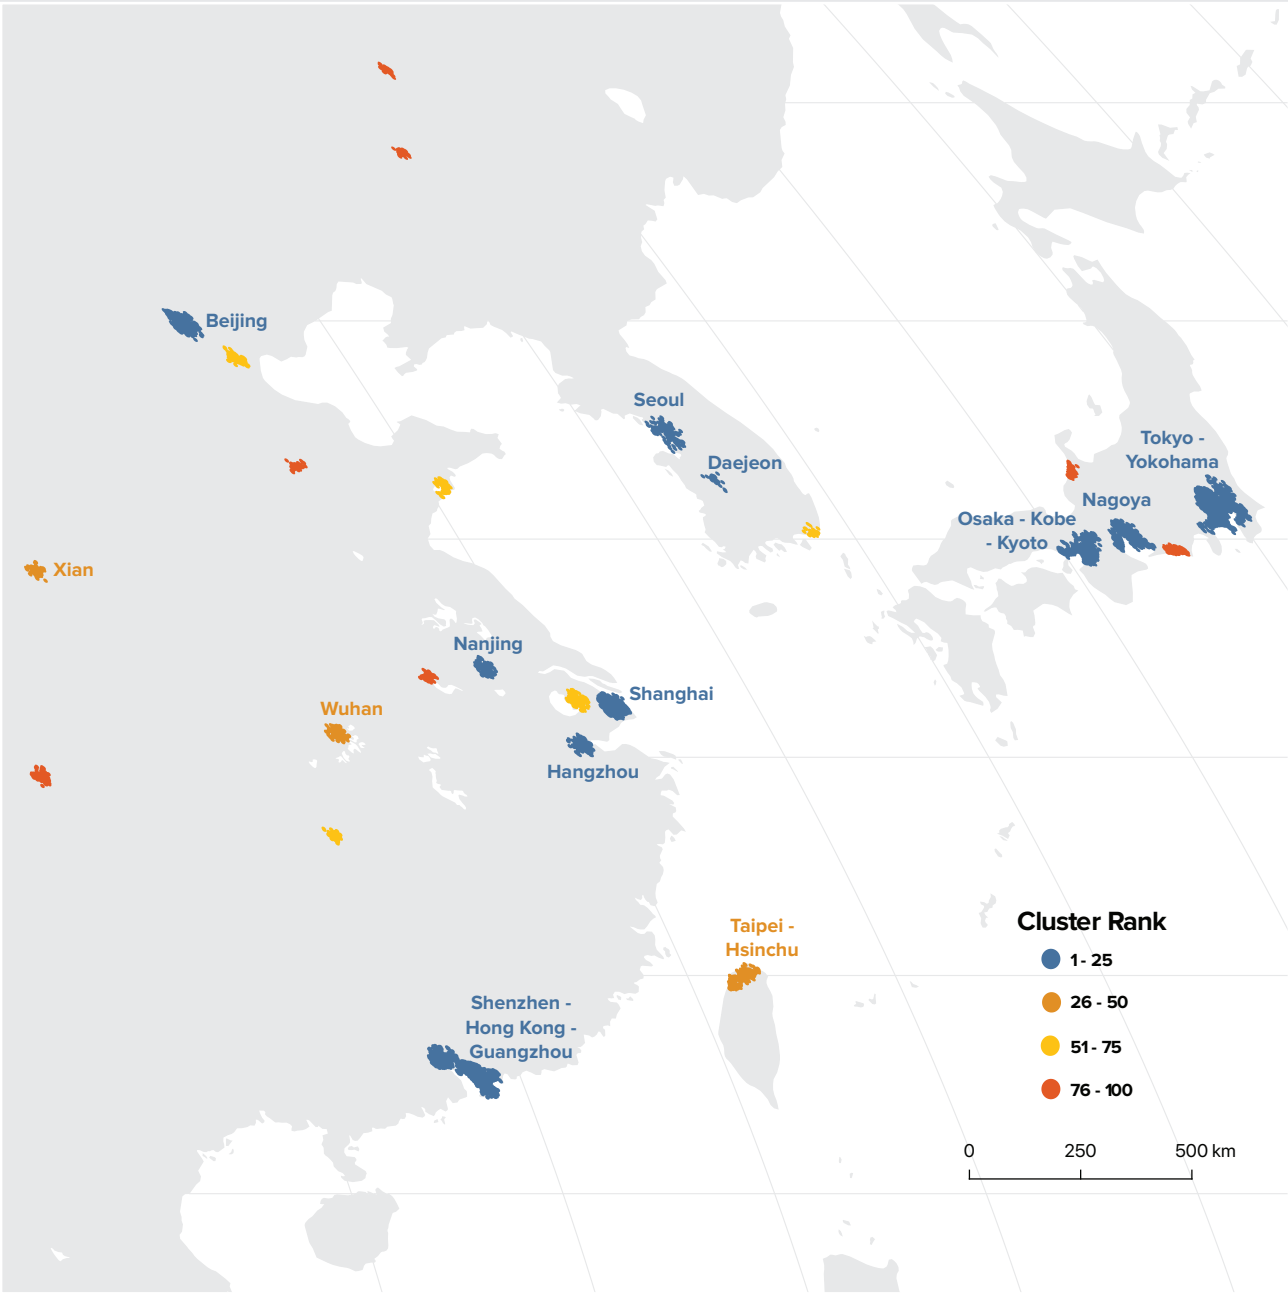 Beijing
Seoul
Daejeon
Tokyo -
Yokohama
Nagoya
Osaka - Kobe
- Kyoto
Xian
Nanjing
Shanghai
Wuhan
Hangzhou
Taipei -
Hsinchu
Shenzhen -
Hong Kong -
Guangzhou
Cluster Rank
1 - 25
26 - 50
51 - 75
76 - 100
0 250 500 km